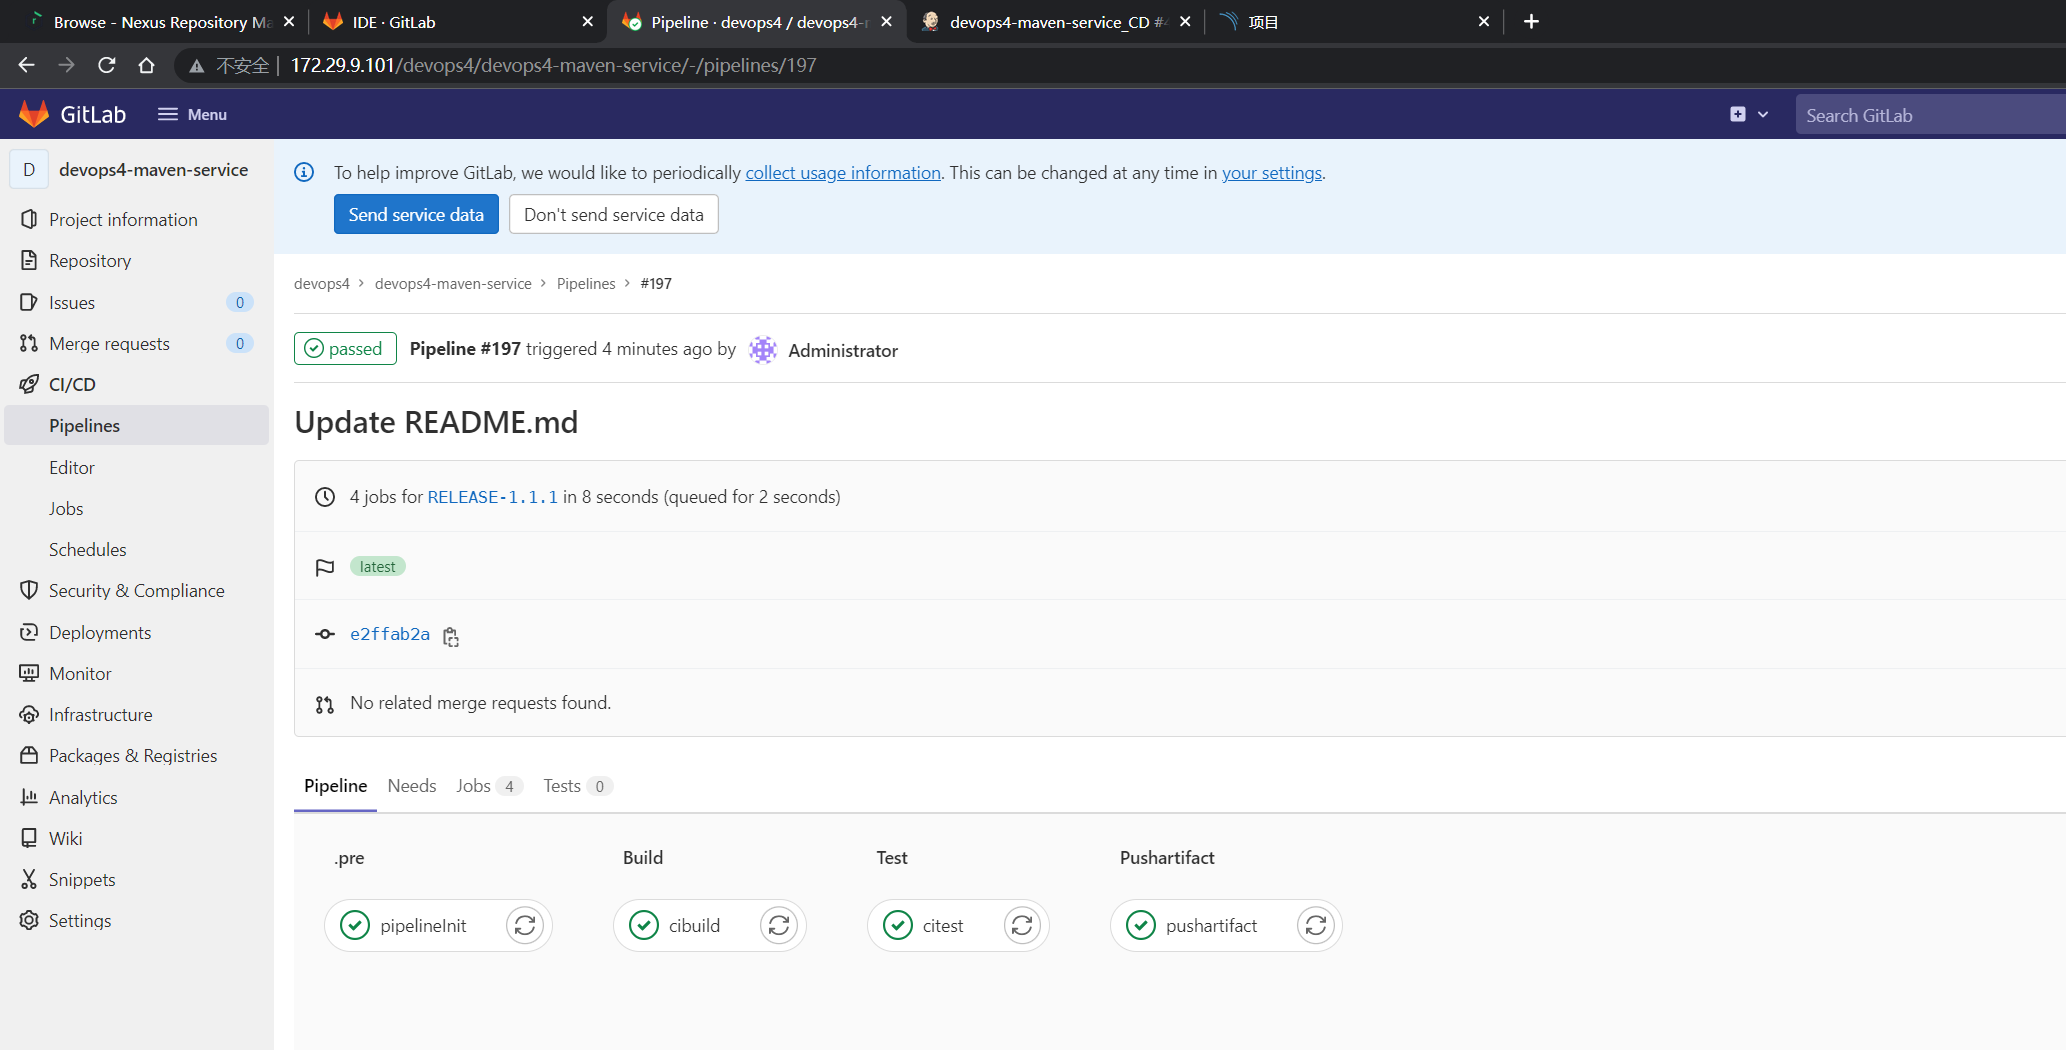 Browse - Nexus Repository Ma
IDE · GitLab
Pipeline · devops4 / devops4-
devops4-maven-service_CD #
项目
不安全 | 172.29.9.101/devops4/devops4-maven-service/-/pipelines/197
GitLab
Menu
Search GitLab
D devops4-maven-service
Project information
Repository
Issues 0
Merge requests 0
CI/CD
Pipelines
Editor
Jobs
Schedules
Security & Compliance
Deployments
Monitor
Infrastructure
Packages & Registries
Analytics
Wiki
Snippets
Settings
To help improve GitLab, we would like to periodically collect usage information. This can be changed at any time in your settings.
Send service data
Don't send service data
devops4 > devops4-maven-service > Pipelines > #197
passed Pipeline #197 triggered 4 minutes ago by Administrator
Update README.md
4 jobs for RELEASE-1.1.1 in 8 seconds (queued for 2 seconds)
latest
e2ffab2a
No related merge requests found.
Pipeline Needs Jobs 4 Tests 0
.pre Build Test Pushartifact
pipelineInit cibuild citest pushartifact